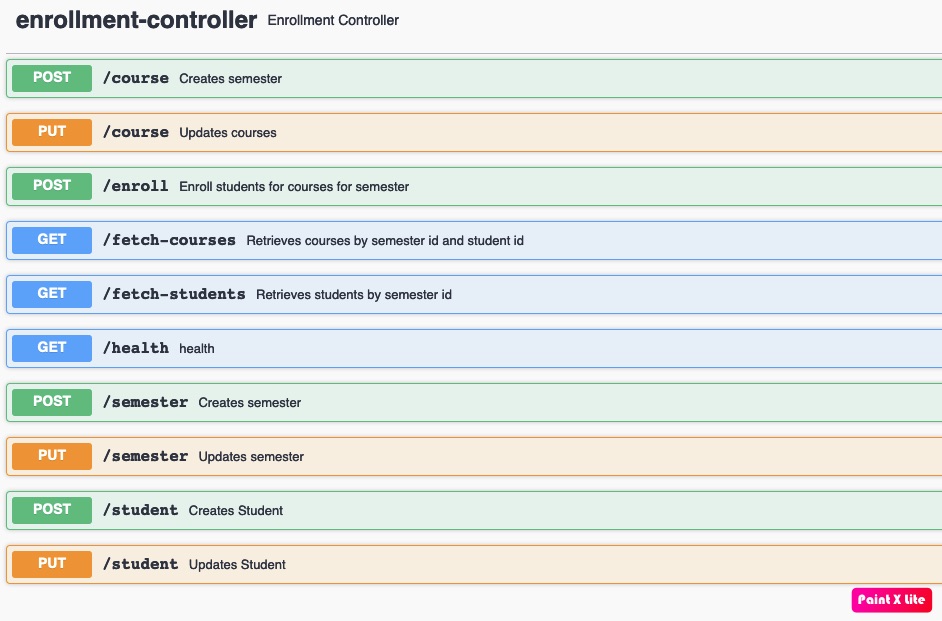 enrollment-controller Enrollment Controller
POST /course Creates semester
PUT /course Updates courses
POST /enroll Enroll students for courses for semester
GET /fetch-courses Retrieves courses by semester id and student id
GET /fetch-students Retrieves students by semester id
GET /health health
POST /semester Creates semester
PUT /semester Updates semester
POST /student Creates Student
PUT /student Updates Student
Paint X Lite